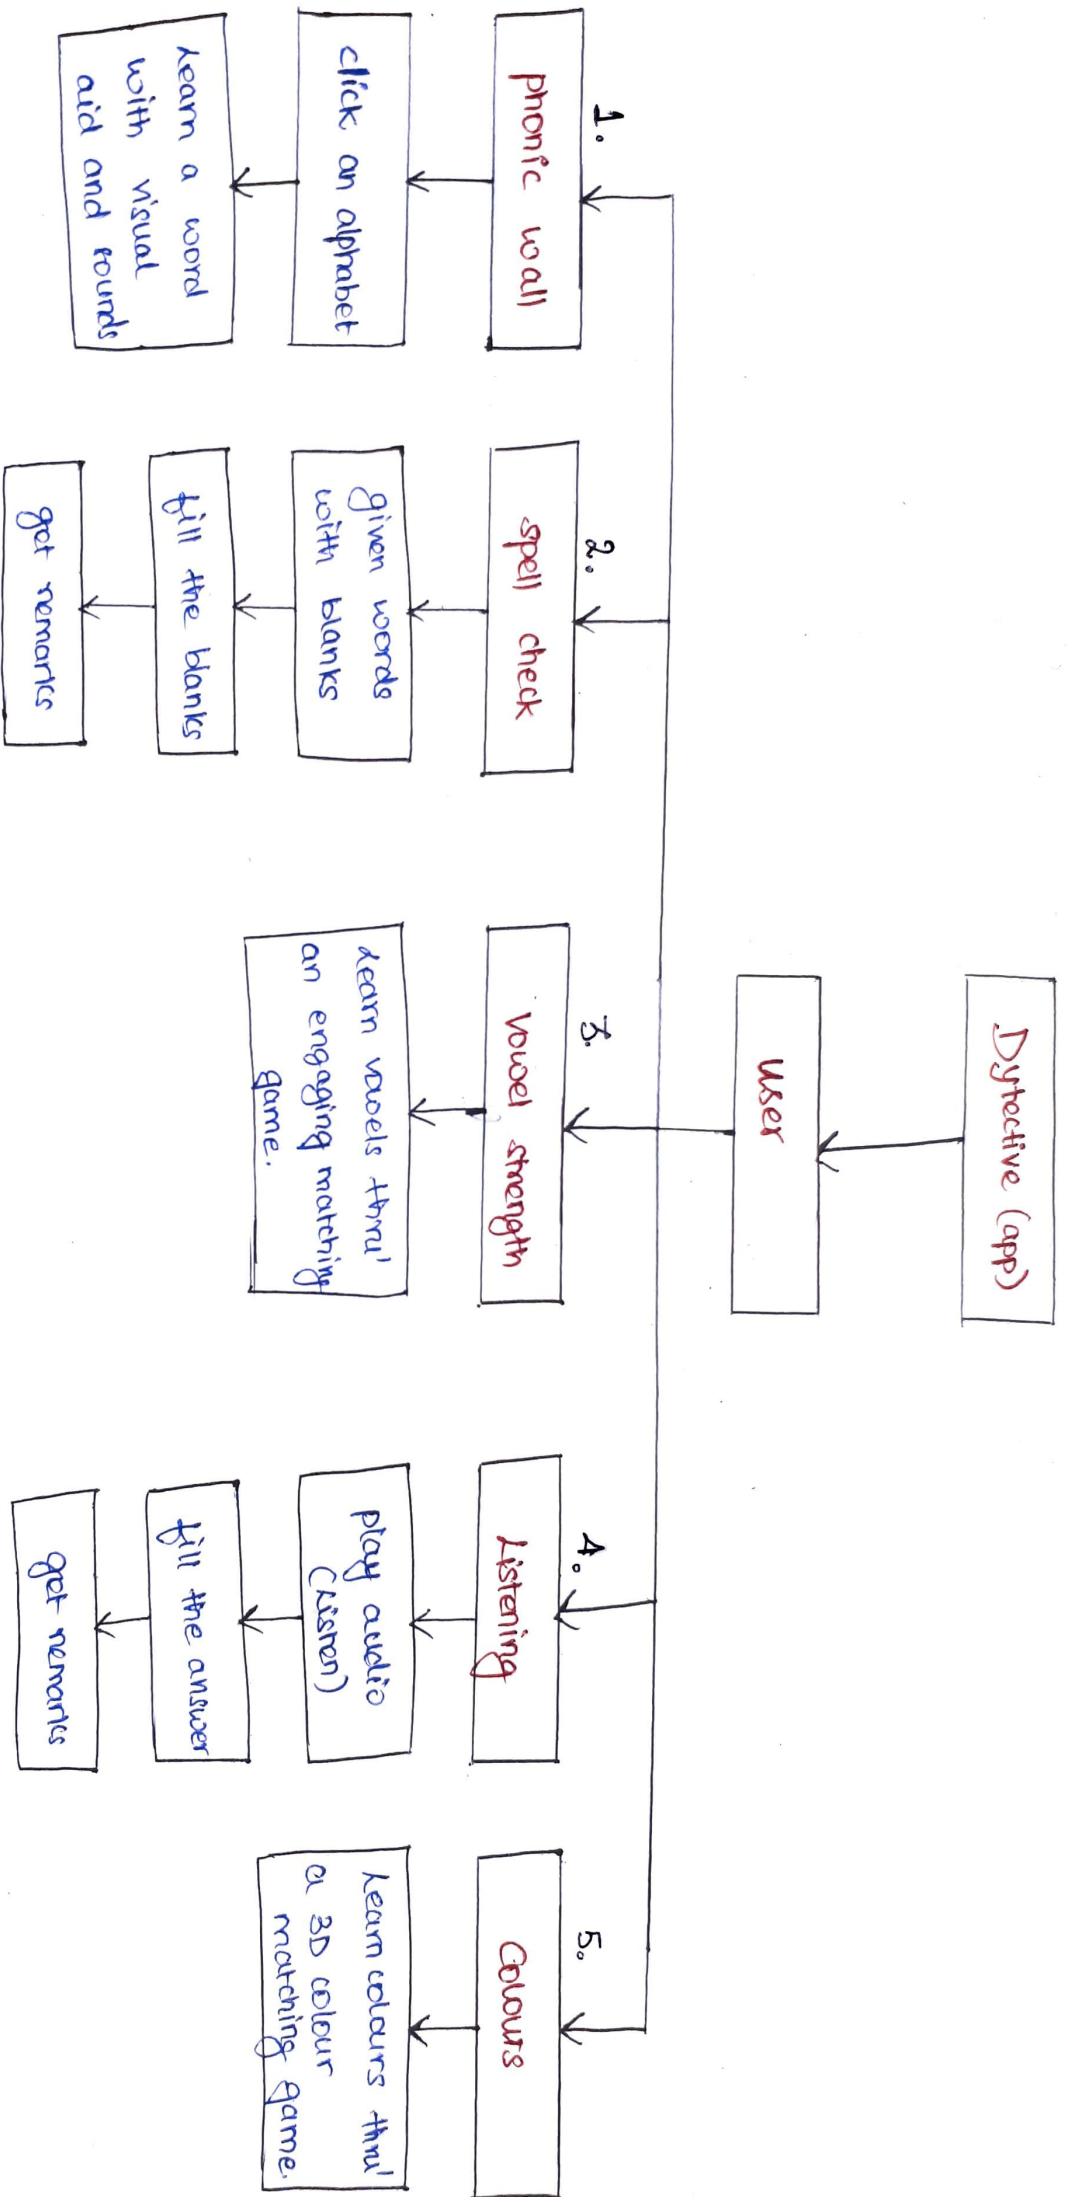 Dytective (app)
user
1.
phonic wall
click an alphabet
Learn a word
with visual
aid and sounds
2.
spell check
given words
with blanks
fill the blanks
get remarks
3.
Vowel strength
Learn vowels thru'
an engaging matching
game.
4.
Listening
play audio
(Listen)
fill the answer
get remarks
5.
Colours
Learn colours thru'
a 3D colour
matching game.